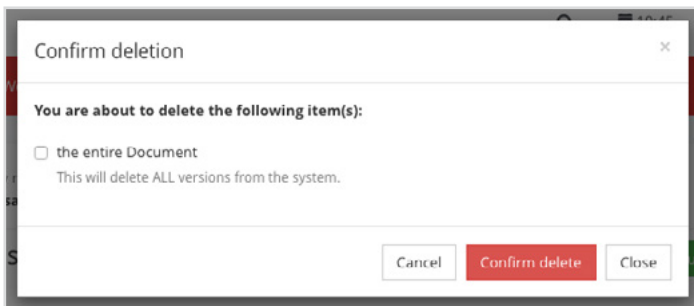 Confirm deletion
×
You are about to delete the following item(s):
the entire Document
This will delete ALL versions from the system.
Cancel Confirm delete Close